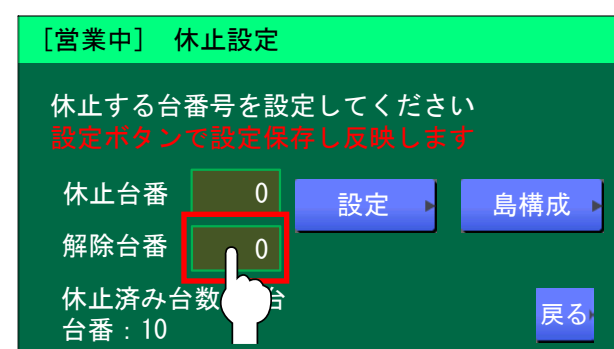 [営業中] 休止設定
休止する台番号を設定してください
設定ボタンで設定保存し反映します
休止台番 0 設定 島構成
解除台番 0
休止済み台数 台
台番：10 戻る